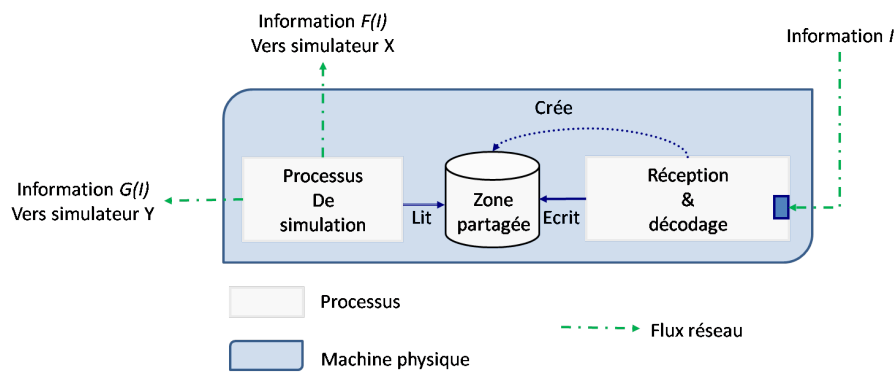 Information F(I)
Vers simulateur X
Information I
Crée
Information G(I)
Vers simulateur Y
Processus
De
simulation
Lit
Zone
partagée
Ecrit
Réception
&
décodage
Processus
Flux réseau
Machine physique